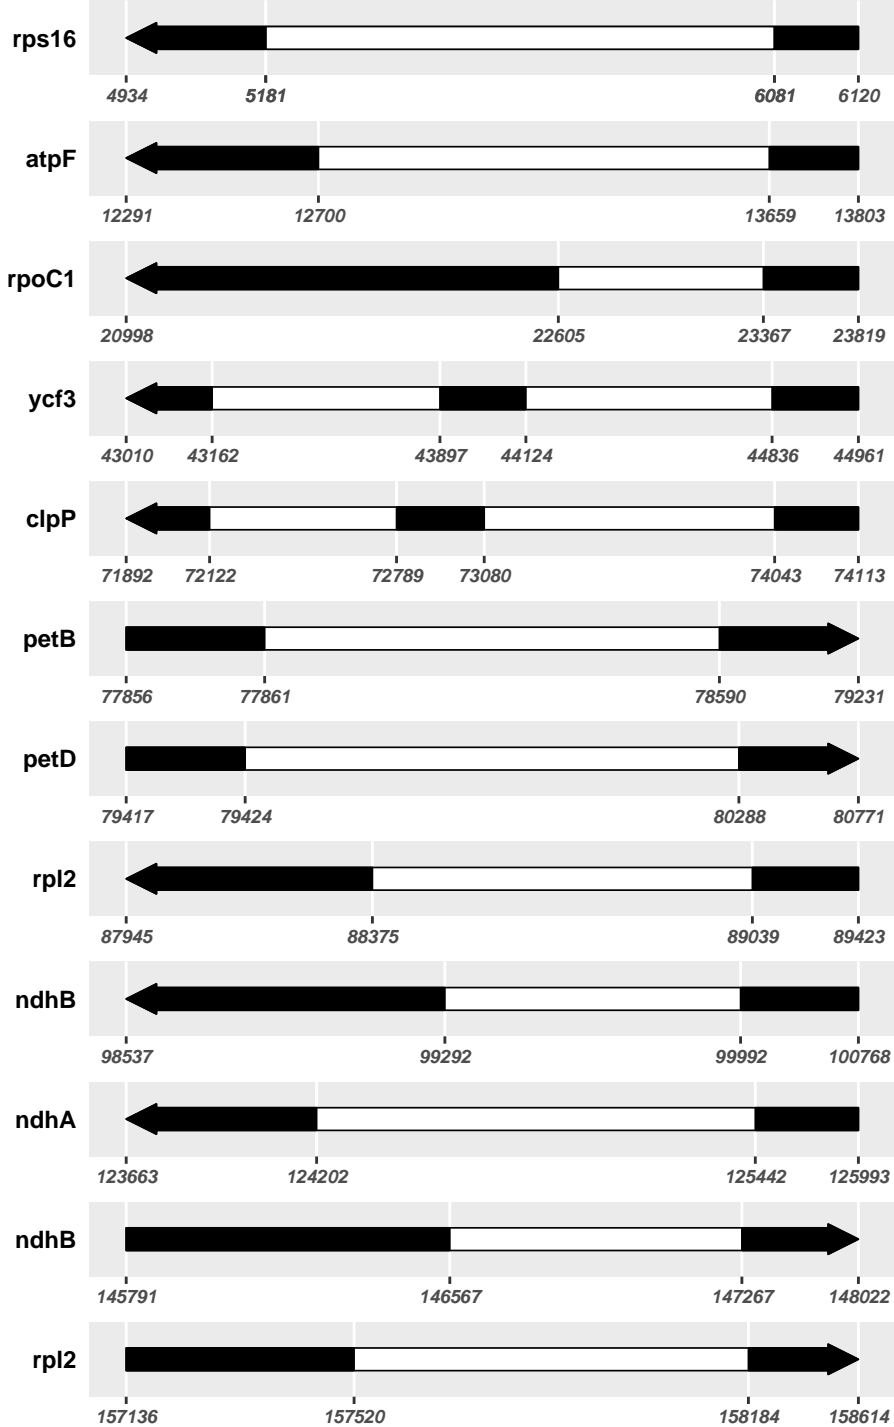 rps16
4934 5181 6081 6120
atpF
12291 12700 13659 13803
rpoC1
20998 22605 23367 23819
ycf3
43010 43162 43897 44124 44836 44961
clpP
71892 72122 72789 73080 74043 74113
petB
77856 77861 78590 79231
petD
79417 79424 80288 80771
rpl2
87945 88375 89039 89423
ndhB
98537 99292 99992 100768
ndhA
123663 124202 125442 125993
ndhB
145791 146567 147267 148022
rpl2
157136 157520 158184 158614